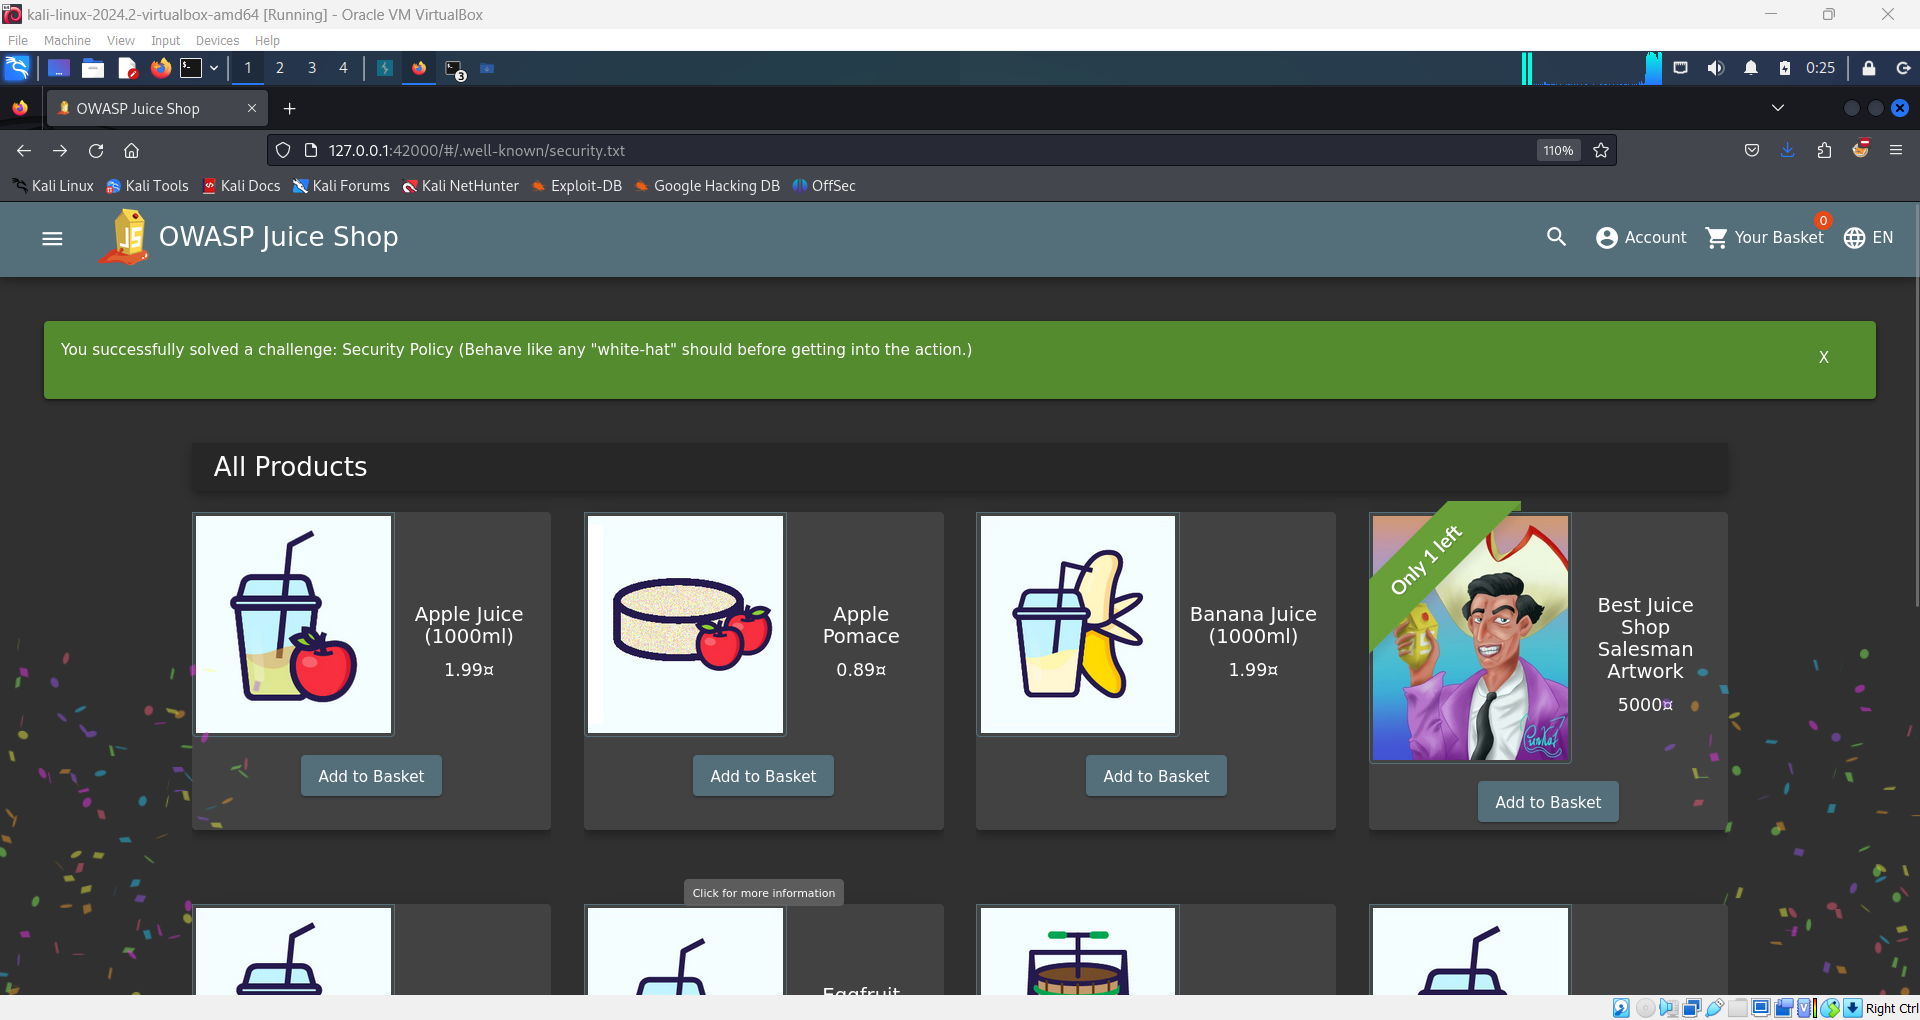 kali-linux-2024.2-virtualbox-amd64 [Running] - Oracle VM VirtualBox
File Machine View Input Devices Help
1 2 3 4 3 0:25
OWASP Juice Shop
127.0.0.1:42000/#/.well-known/security.txt 110%
Kali Linux Kali Tools Kali Docs Kali Forums Kali NetHunter Exploit-DB Google Hacking DB OffSec
JS OWASP Juice Shop Account Your Basket 0 EN
You successfully solved a challenge: Security Policy (Behave like any "white-hat" should before getting into the action.) X
All Products
Apple Juice
(1000ml)
1.99¤
Add to Basket
Apple
Pomace
0.89¤
Add to Basket
Banana Juice
(1000ml)
1.99¤
Add to Basket
Only 1 left
Best Juice
Shop
Salesman
Artwork
5000¤
Add to Basket
Click for more information
Eggfruit
Right Ctrl